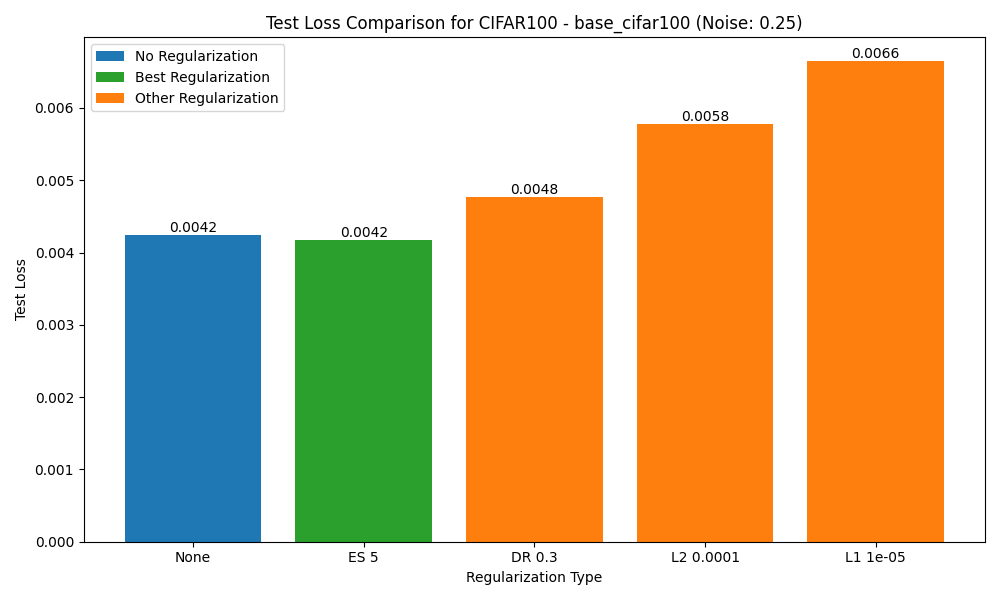 Test Loss Comparison for CIFAR100 - base_cifar100 (Noise: 0.25)
No Regularization
Best Regularization
Other Regularization
0.0042
0.0042
0.0048
0.0058
0.0066
Test Loss
0.006
0.005
0.004
0.003
0.002
0.001
0.000
None
ES 5
DR 0.3
L2 0.0001
L1 1e-05
Regularization Type